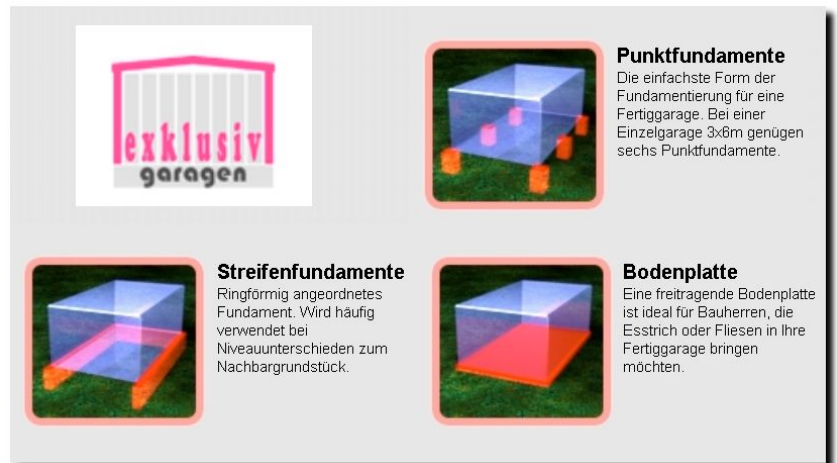 exklusiv
garagen
Punktfundamente
Die einfachste Form der
Fundamentierung für eine
Fertiggarage. Bei einer
Einzelgarage 3x6m genügen
sechs Punktfundamente.
Streifenfundamente
Ringförmig angeordnetes
Fundament. Wird häufig
verwendet bei
Niveauunterschieden zum
Nachbargrundstück.
Bodenplatte
Eine freitragende Bodenplatte
ist ideal für Bauherren, die
Esstrich oder Fliesen in Ihre
Fertiggarage bringen
möchten.